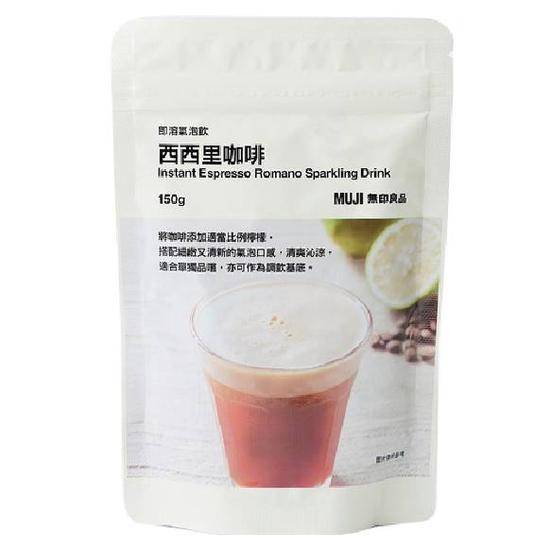 即溶氣泡飲
西西里咖啡
Instant Espresso Romano Sparkling Drink
150g MUJI 無印良品
將咖啡添加適當比例檸檬，
搭配細緻又清新的氣泡口感，清爽沁涼。
適合單獨品嚐，亦可作為調飲基底。